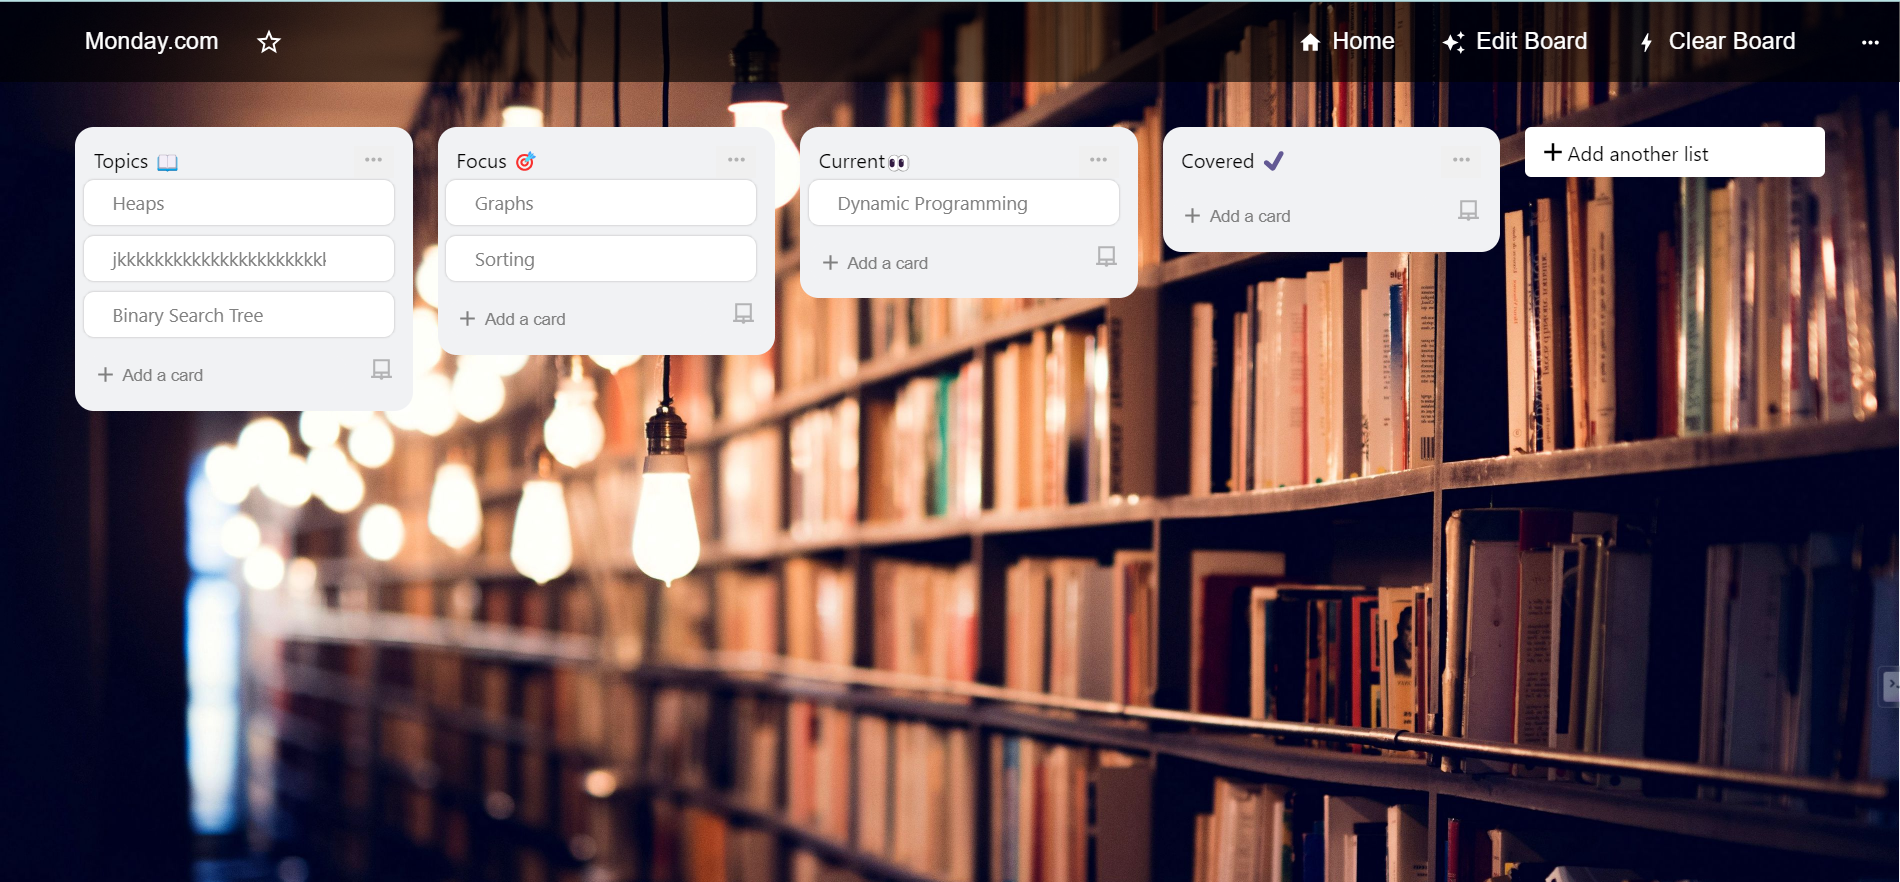 Monday.com
Home
Edit Board
Clear Board
Topics 📖
Heaps
Binary Search Tree
+ Add a card
Focus 🎯
Graphs
Sorting
+ Add a card
Current👀
Dynamic Programming
+ Add a card
Covered ✔
+ Add a card
+ Add another list